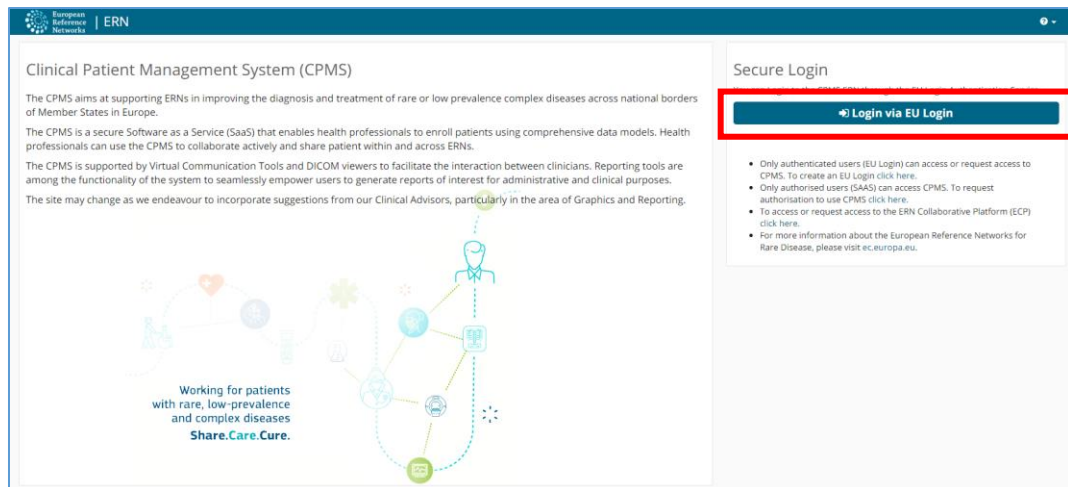 European
Reference
Networks
| ERN
Clinical Patient Management System (CPMS)
The CPMS aims at supporting ERNs in improving the diagnosis and treatment of rare or low prevalence complex diseases across national borders
of Member States in Europe.
The CPMS is a secure Software as a Service (SaaS) that enables health professionals to enroll patients using comprehensive data models. Health
professionals can use the CPMS to collaborate actively and share patient within and across ERNs.
The CPMS is supported by Virtual Communication Tools and DICOM viewers to facilitate the interaction between clinicians. Reporting tools are
among the functionality of the system to seamlessly empower users to generate reports of interest for administrative and clinical purposes.
The site may change as we endeavour to incorporate suggestions from our Clinical Advisors, particularly in the area of Graphics and Reporting.
Working for patients
with rare, low-prevalence
and complex diseases
Share.Care.Cure.
Secure Login
Login via EU Login
• Only authenticated users (EU Login) can access or request access to
CPMS. To create an EU Login click here.
• Only authorised users (SAAS) can access CPMS. To request
authorisation to use CPMS click here.
• To access or request access to the ERN Collaborative Platform (ECP)
click here.
• For more information about the European Reference Networks for
Rare Disease, please visit ec.europa.eu.